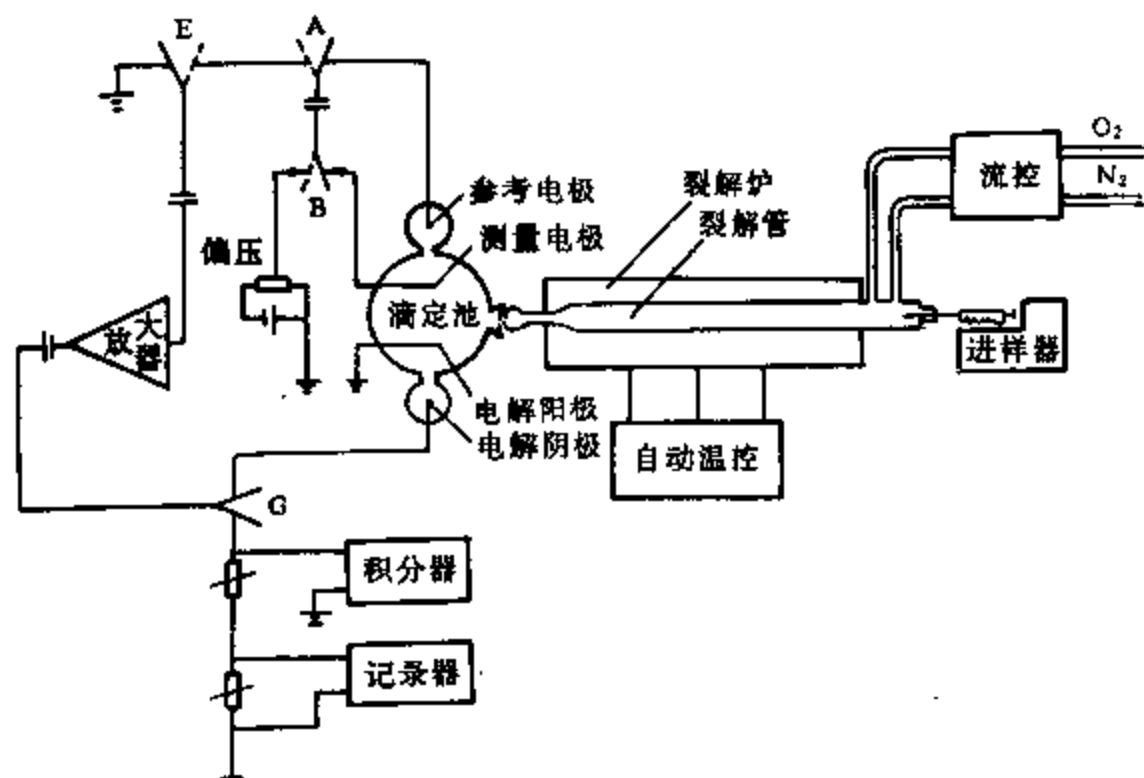 E
A
O₂
N₂
流控
B
参考电极
裂解炉
裂解管
测量电极
偏压
滴定池
放大器
进样器
电解阳极
电解阴极
自动温控
G
积分器
记录器